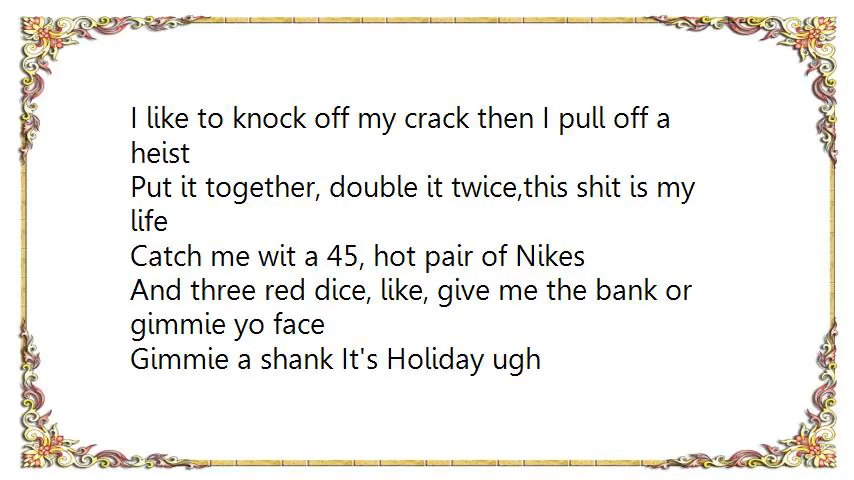 I like to knock off my crack then I pull off a
heist
Put it together, double it twice,this shit is my
life
Catch me wit a 45, hot pair of Nikes
And three red dice, like, give me the bank or
gimmie yo face
Gimmie a shank It's Holiday ugh